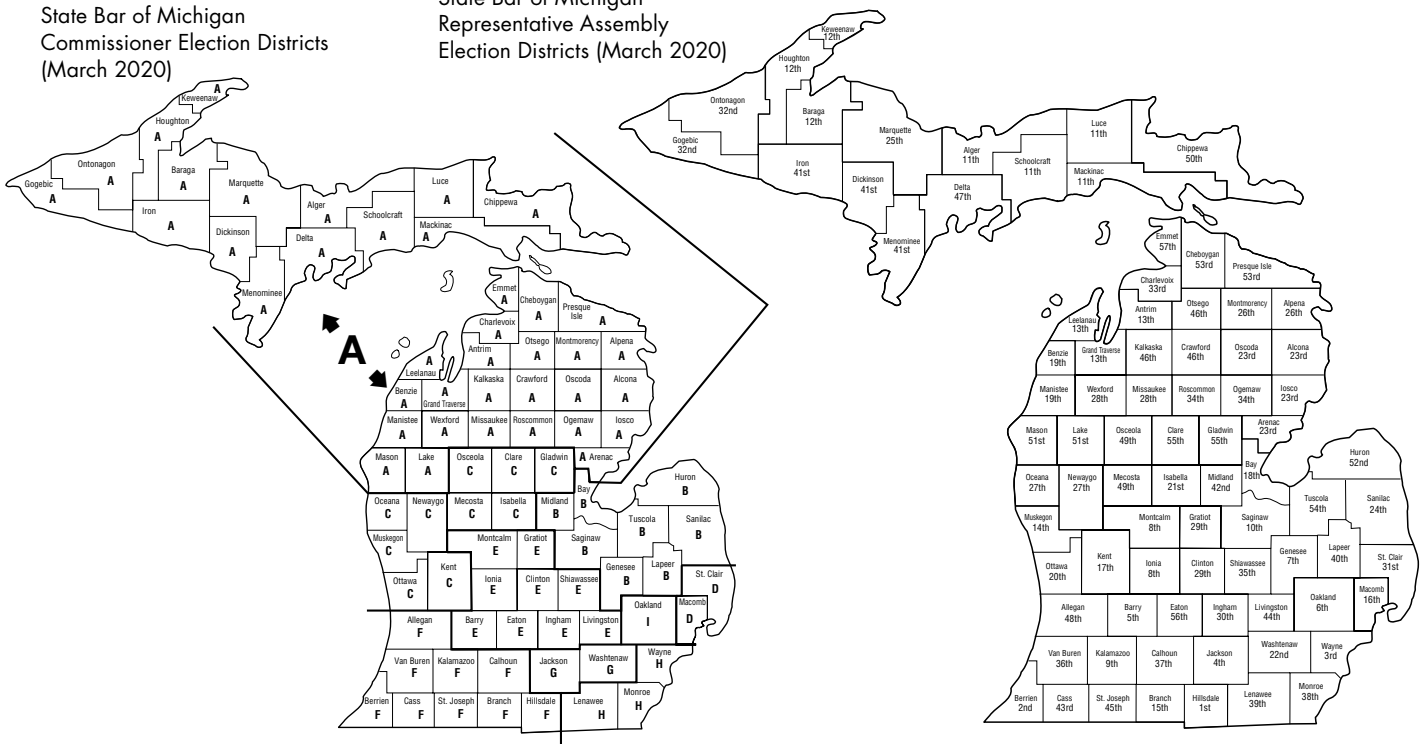 State Bar of Michigan
Commissioner Election Districts
(March 2020)
Keweenaw
A
Houghton
A
Ontonagon
A
Gogebic
A
Baraga
A
Marquette
A
Iron
A
Dickinson
A
Menominee
A
Alger
A
Delta
A
Schoolcraft
A
Luce
A
Mackinac
A
Chippewa
A
A
Emmet
A
Cheboygan
A
Presque
Isle
A
Charlevoix
A
Antrim
A
Otsego
A
Montmorency
A
Alpena
A
A
Leelanau
Benzie
A
A
Grand Traverse
Kalkaska
A
Crawford
A
Oscoda
A
Alcona
A
Manistee
A
Wexford
A
Missaukee
A
Roscommon
A
Ogemaw
A
Iosco
A
Mason
A
Lake
A
Osceola
C
Clare
C
Gladwin
C
A Arenac
Oceana
C
Newaygo
C
Mecosta
C
Isabella
C
Midland
B
Bay
B
Huron
B
Muskegon
C
Montcalm
E
Gratiot
E
Saginaw
B
Tuscola
B
Sanilac
B
Ottawa
C
Kent
C
Ionia
E
Clinton
E
Shiawassee
E
Genesee
B
Lapeer
B
St. Clair
D
Allegan
F
Barry
E
Eaton
E
Ingham
E
Livingston
E
Oakland
I
Macomb
D
Van Buren
F
Kalamazoo
F
Calhoun
F
Jackson
G
Washtenaw
G
Wayne
H
Berrien
F
Cass
F
St. Joseph
F
Branch
F
Hillsdale
F
Lenawee
H
Monroe
H
Representative Assembly
Election Districts (March 2020)
Keweenaw
12th
Houghton
12th
Ontonagon
32nd
Gogebic
32nd
Baraga
12th
Marquette
25th
Iron
41st
Dickinson
41st
Menominee
41st
Alger
11th
Delta
47th
Schoolcraft
11th
Luce
11th
Mackinac
11th
Chippewa
50th
Emmet
57th
Cheboygan
53rd
Presque Isle
53rd
Charlevoix
33rd
Leelanau
13th
Antrim
13th
Otsego
46th
Montmorency
26th
Alpena
26th
Benzie
19th
Grand Traverse
13th
Kalkaska
46th
Crawford
46th
Oscoda
23rd
Alcona
23rd
Manistee
19th
Wexford
28th
Missaukee
28th
Roscommon
34th
Ogemaw
34th
Iosco
23rd
Mason
51st
Lake
51st
Osceola
49th
Clare
55th
Gladwin
55th
Arenac
23rd
Oceana
27th
Newaygo
27th
Mecosta
49th
Isabella
21st
Midland
42nd
Bay
18th
Huron
52nd
Muskegon
14th
Montcalm
8th
Gratiot
29th
Saginaw
10th
Tuscola
54th
Sanilac
24th
Ottawa
20th
Kent
17th
Ionia
8th
Clinton
29th
Shiawassee
35th
Genesee
7th
Lapeer
40th
St. Clair
31st
Allegan
48th
Barry
5th
Eaton
56th
Ingham
30th
Livingston
44th
Oakland
6th
Macomb
16th
Van Buren
36th
Kalamazoo
9th
Calhoun
37th
Jackson
4th
Washtenaw
22nd
Wayne
3rd
Berrien
2nd
Cass
43rd
St. Joseph
45th
Branch
15th
Hillsdale
1st
Lenawee
39th
Monroe
38th